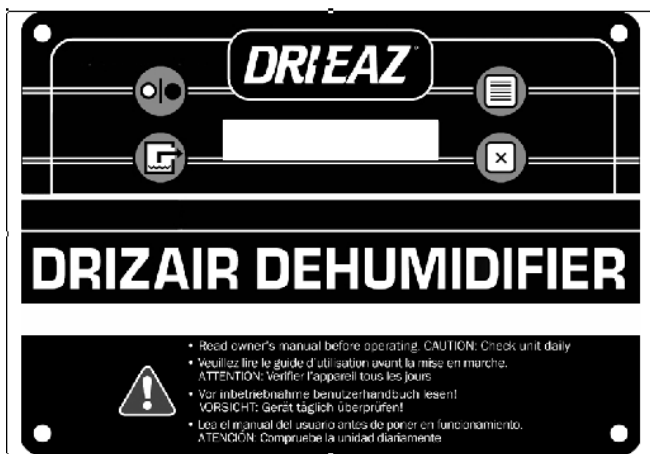 DRI-EAZ
DRIZAIR DEHUMIDIFIER
• Read owner's manual before operating. CAUTION: Check unit daily
• Veuillez lire le guide d'utilisation avant la mise en marche.
ATTENTION: Verifier l'appareil tous les jours
• Vor inbetriebnahme benutzerhandbuch lesen!
VORSICHT: Gerät täglich überprüfen!
• Lea el manual del usuario antes de poner en funcionamiento.
ATENCIÓN: Compruebe la unidad diariamente